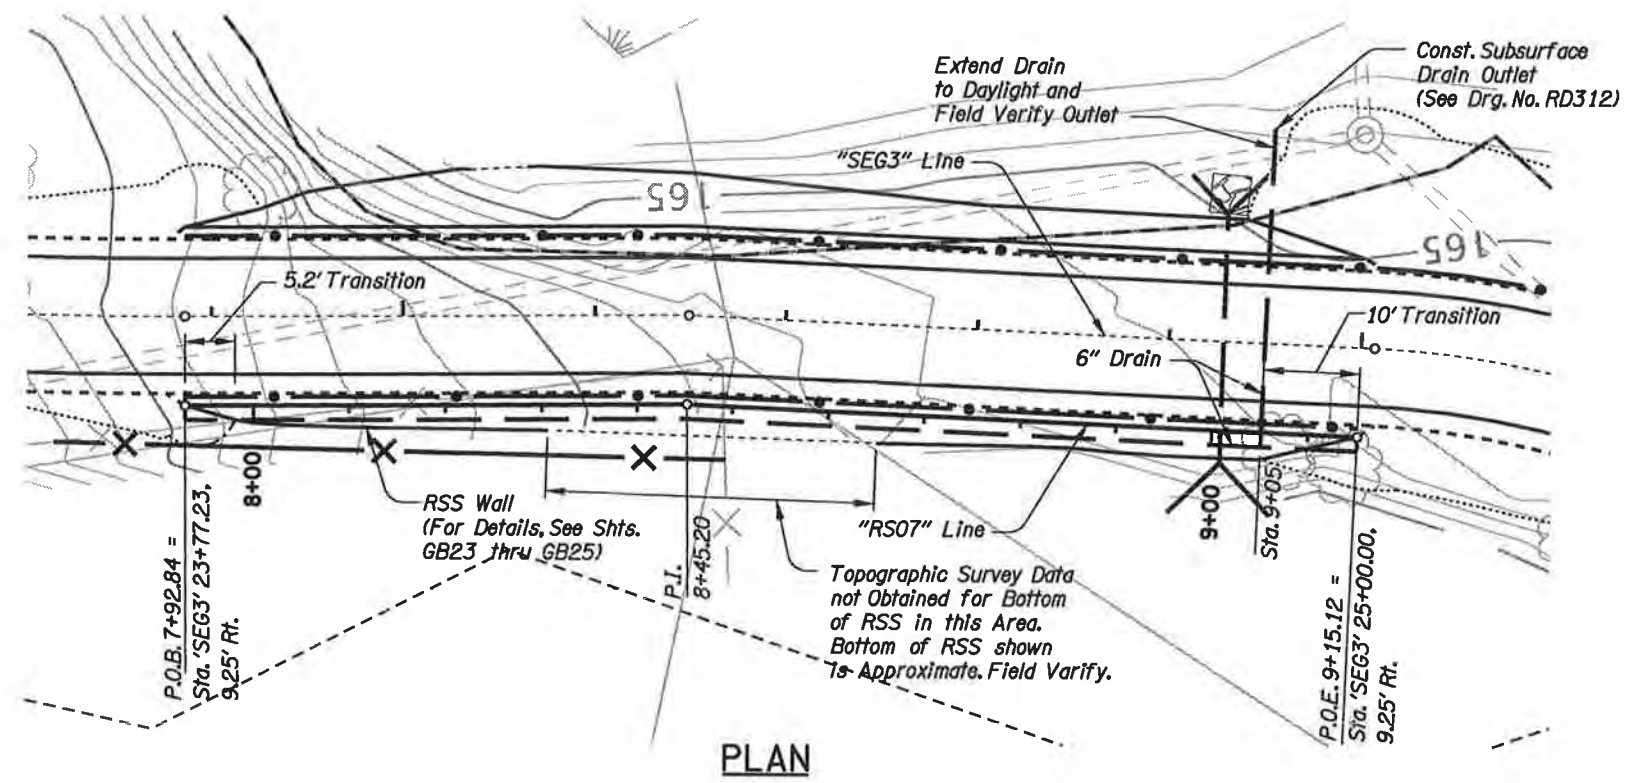 Extend Drain
to Daylight and
Field Verify Outlet
Const. Subsurface
Drain Outlet
(See Drg. No. RD312)
"SEG3" Line
165
165
5.2' Transition
10' Transition
6" Drain
8+00
RSS Wall
(For Details, See Shts.
GB23 thru GB25)
P.O.B. 7+92.84 =
Sta. 'SEG3' 23+77.23,
9.25' Rt.
P.I.
8+45.20
"RS07" Line
9+00
Sta. 9+05
Topographic Survey Data
not Obtained for Bottom
of RSS in this Area.
Bottom of RSS shown
is Approximate. Field Varify.
P.O.E. 9+15.12 =
Sta. 'SEG3' 25+00.00,
9.25' Rt.
PLAN